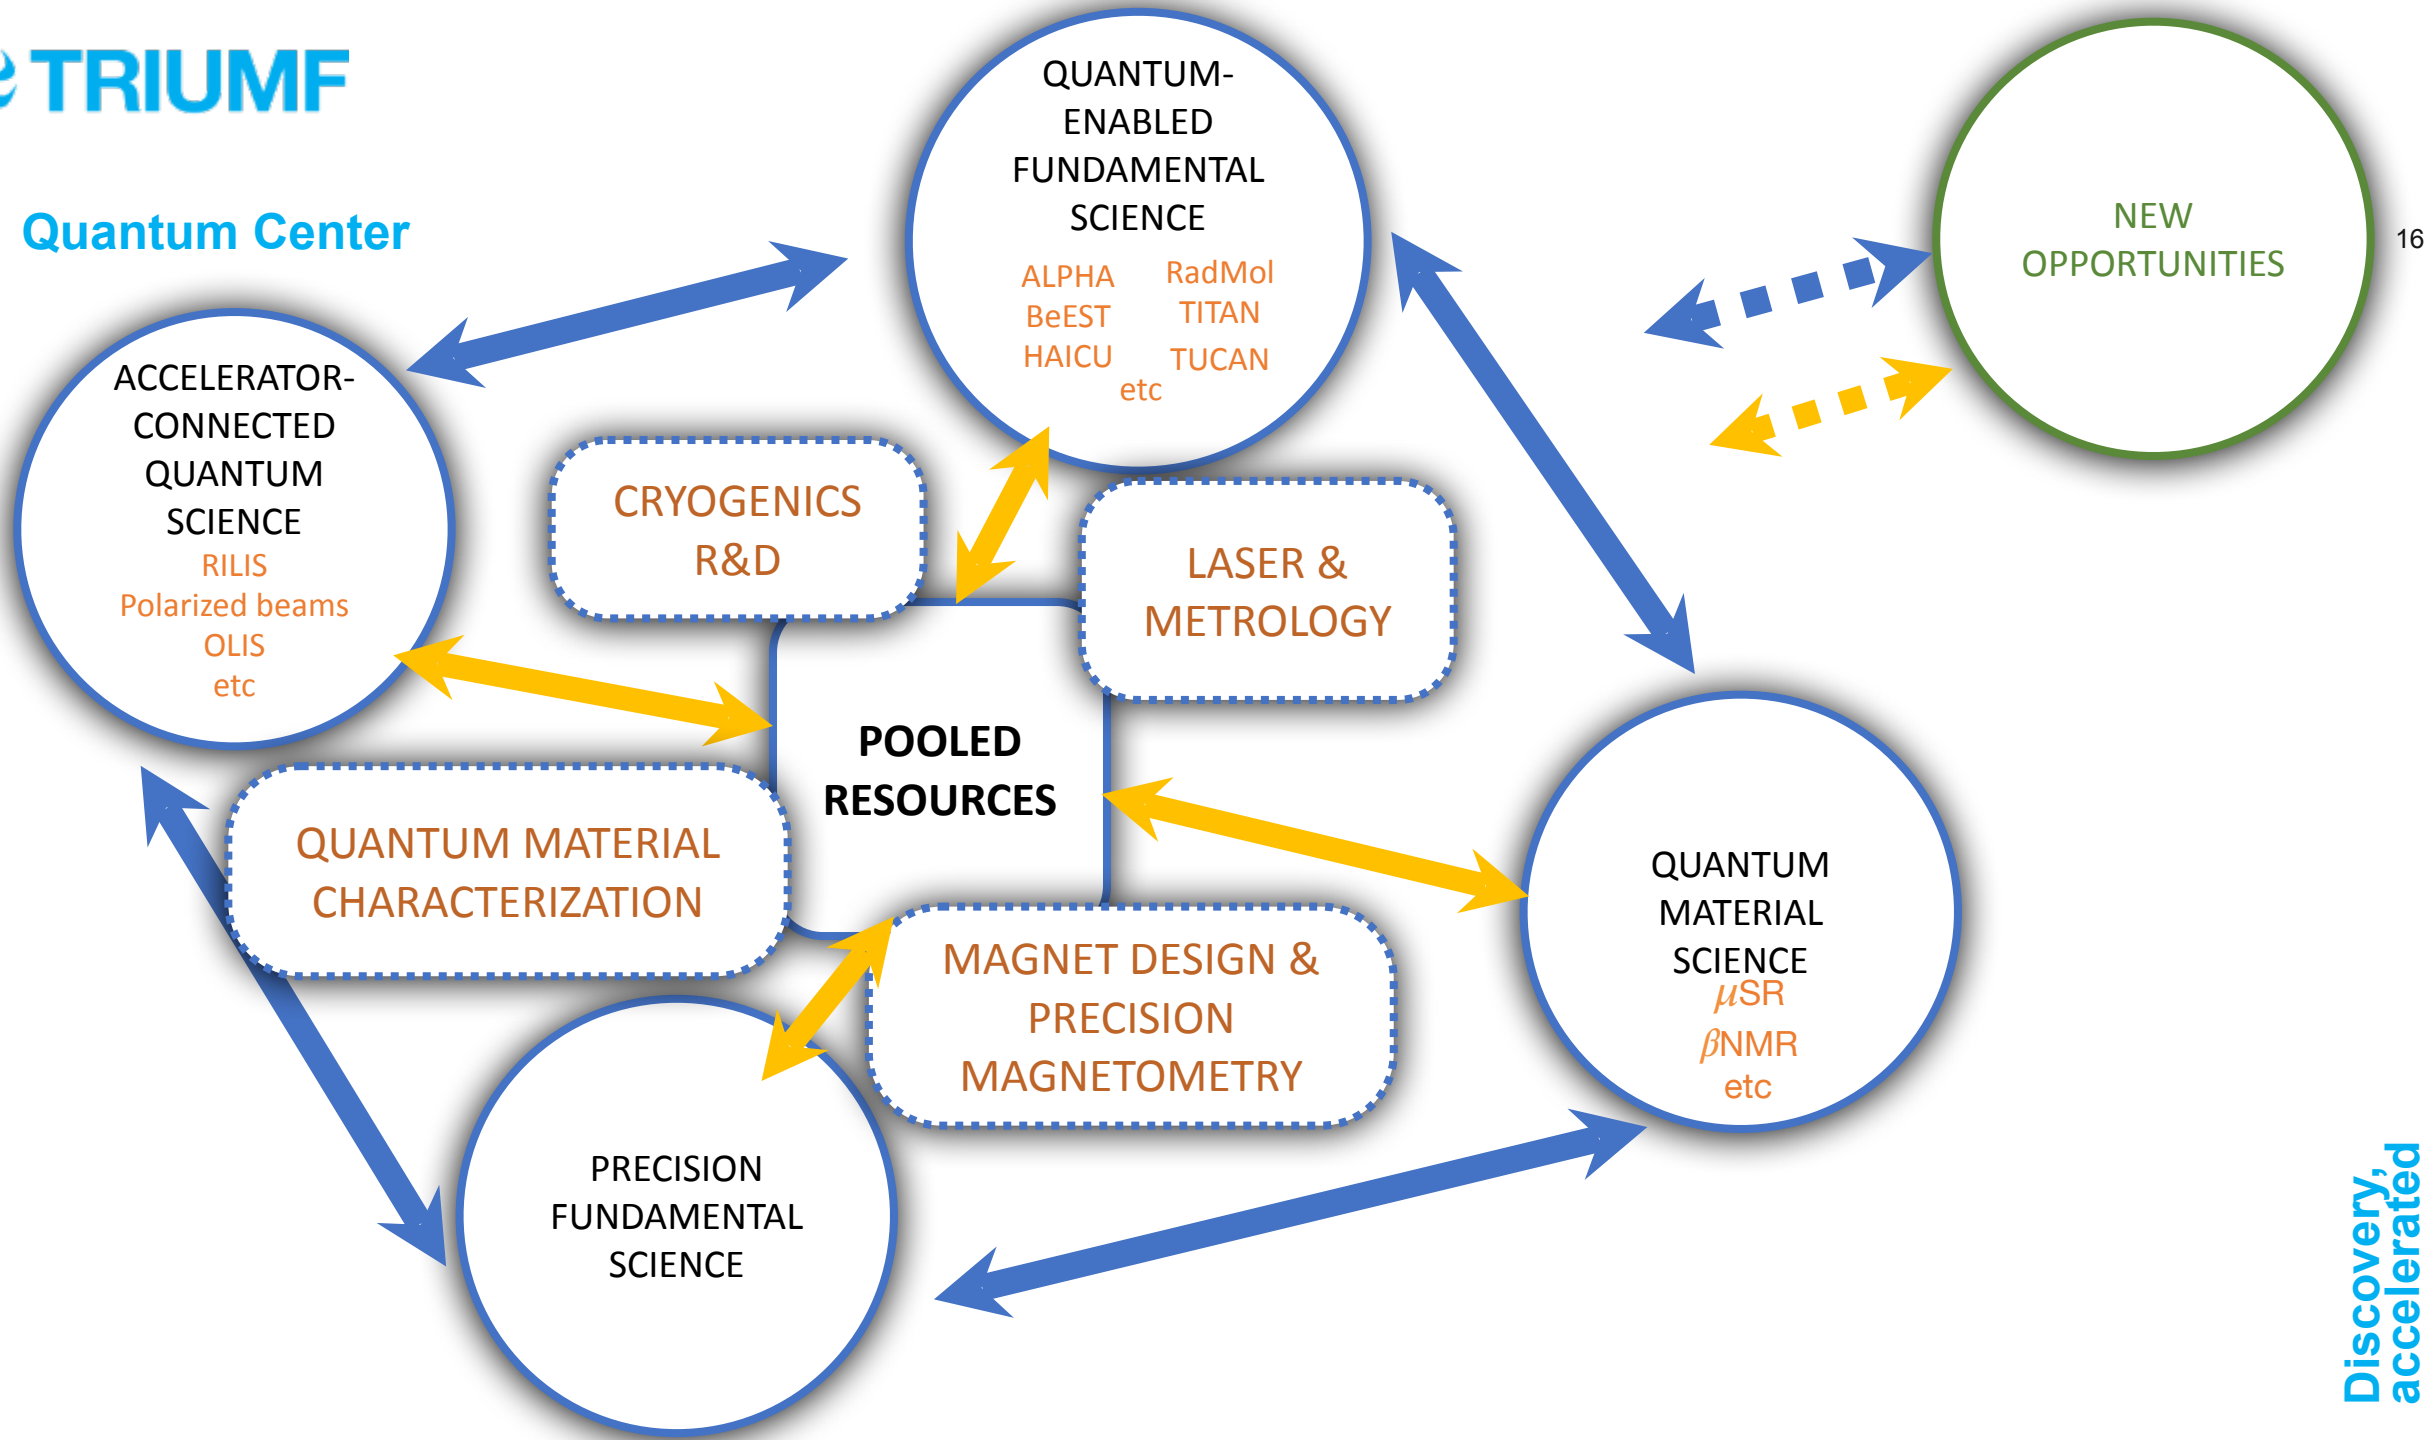 TRIUMF
Quantum Center
16
QUANTUM-
ENABLED
FUNDAMENTAL
SCIENCE
ALPHA RadMol
BeEST TITAN
HAICU TUCAN
etc
NEW
OPPORTUNITIES
ACCELERATOR-
CONNECTED
QUANTUM
SCIENCE
RILIS
Polarized beams
OLIS
etc
CRYOGENICS
R&D
LASER &
METROLOGY
POOLED
RESOURCES
QUANTUM MATERIAL
CHARACTERIZATION
MAGNET DESIGN &
PRECISION
MAGNETOMETRY
QUANTUM
MATERIAL
SCIENCE
μSR
βNMR
etc
PRECISION
FUNDAMENTAL
SCIENCE
Discovery,
accelerated